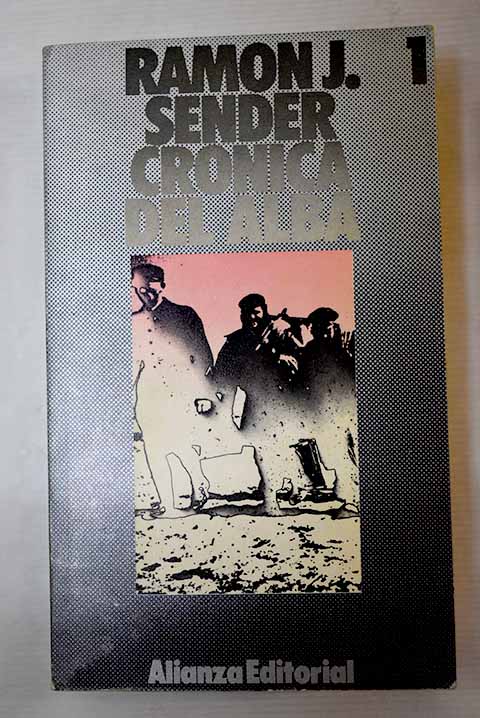 RAMON J. 1
SENDER
CRONICA
DEL ALBA
Alianza Editorial